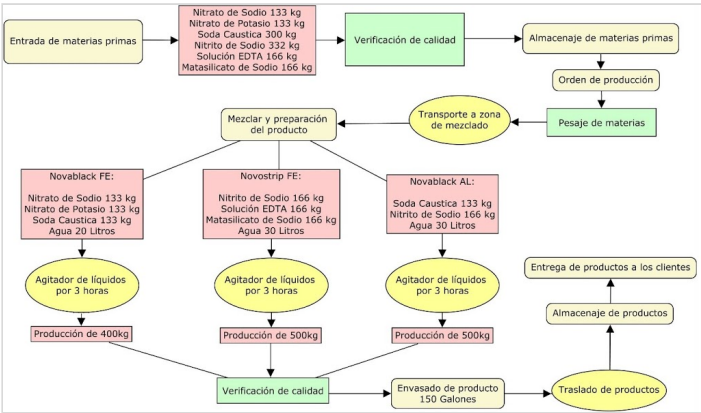 Entrada de materias primas
Nitrato de Sodio 133 kg
Nitrato de Potasio 133 kg
Soda Caustica 300 kg
Nitrito de Sodio 332 kg
Solución EDTA 166 kg
Matasilicato de Sodio 166 kg
Verificación de calidad
Almacenaje de materias primas
Orden de producción
Pesaje de materias
Transporte a zona
de mezclado
Mezclar y preparación
del producto
Novablack FE:
Nitrato de Sodio 133 kg
Nitrato de Potasio 133 kg
Soda Caustica 133 kg
Agua 20 Litros
Novostrip FE:
Nitrito de Sodio 166 kg
Solución EDTA 166 kg
Matasilicato de Sodio 166 kg
Agua 30 Litros
Novablack AL:
Soda Caustica 133 kg
Nitrito de Sodio 166 kg
Agua 30 Litros
Agitador de líquidos
por 3 horas
Agitador de líquidos
por 3 horas
Agitador de líquidos
por 3 horas
Producción de 400kg
Producción de 500kg
Producción de 500kg
Verificación de calidad
Envasado de producto
150 Galones
Traslado de productos
Almacenaje de productos
Entrega de productos a los clientes